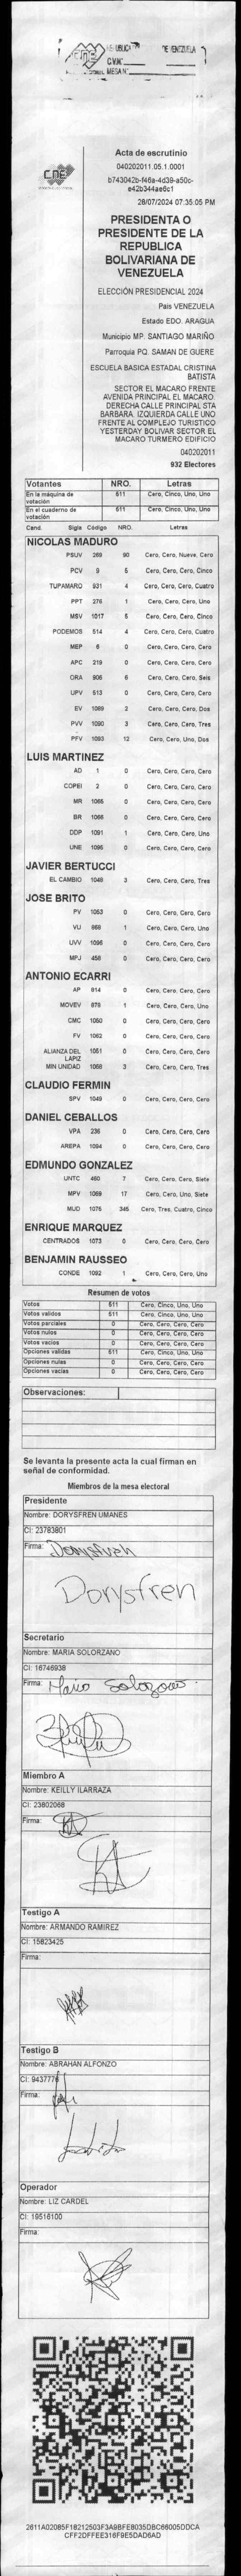 CNE
Acta de escrutinio
040202011.05.1.0001
b743042b-f46a-4d39-a50c-
e42b344ae6c1
28/07/2024 07:35:05 PM
PRESIDENTA O
PRESIDENTE DE LA
REPUBLICA
BOLIVARIANA DE
VENEZUELA
ELECCIÓN PRESIDENCIAL 2024
Pais VENEZUELA
Estado EDO. ARAGUA
Municipio MP. SANTIAGO MARIÑO
Parroquia PQ. SAMAN DE GUERE
ESCUELA BASICA ESTADAL CRISTINA
BATISTA
SECTOR EL MACARO FRENTE
AVENIDA PRINCIPAL EL MACARO.
DERECHA CALLE PRINCIPAL STA
BARBARA. IZQUIERDA CALLE UNO
FRENTE AL COMPLEJO TURISTICO
YESTERDAY BOLIVAR SECTOR EL
MACARO TURMERO EDIFICIO
040202011
932 Electores
Votantes NRO. Letras
En la máquina de votación 511 Cero, Cinco, Uno, Uno
En el cuaderno de votación 511 Cero, Cinco, Uno, Uno
Cand. Sigla Código NRO. Letras
NICOLAS MADURO
PSUV 269 90 Cero, Cero, Nueve, Cero
PCV 9 5 Cero, Cero, Cero, Cinco
TUPAMARO 931 4 Cero, Cero, Cero, Cuatro
PPT 276 1 Cero, Cero, Cero, Uno
MSV 1017 5 Cero, Cero, Cero, Cinco
PODEMOS 514 4 Cero, Cero, Cero, Cuatro
MEP 6 0 Cero, Cero, Cero, Cero
APC 219 0 Cero, Cero, Cero, Cero
ORA 906 6 Cero, Cero, Cero, Seis
UPV 513 0 Cero, Cero, Cero, Cero
EV 1089 2 Cero, Cero, Cero, Dos
PVV 1090 3 Cero, Cero, Cero, Tres
PFV 1093 12 Cero, Cero, Uno, Dos
LUIS MARTINEZ
AD 1 0 Cero, Cero, Cero, Cero
COPEI 2 0 Cero, Cero, Cero, Cero
MR 1065 0 Cero, Cero, Cero, Cero
BR 1066 0 Cero, Cero, Cero, Cero
DDP 1091 1 Cero, Cero, Cero, Uno
UNE 1096 0 Cero, Cero, Cero, Cero
JAVIER BERTUCCI
EL CAMBIO 1048 3 Cero, Cero, Cero, Tres
JOSE BRITO
PV 1053 0 Cero, Cero, Cero, Cero
VU 868 1 Cero, Cero, Cero, Uno
UVV 1095 0 Cero, Cero, Cero, Cero
MPJ 458 0 Cero, Cero, Cero, Cero
ANTONIO ECARRI
AP 814 0 Cero, Cero, Cero, Cero
MOVEV 878 1 Cero, Cero, Cero, Uno
CMC 1050 0 Cero, Cero, Cero, Cero
FV 1062 0 Cero, Cero, Cero, Cero
ALIANZA DEL LAPIZ 1051 0 Cero, Cero, Cero, Cero
MIN UNIDAD 1058 3 Cero, Cero, Cero, Tres
CLAUDIO FERMIN
SPV 1049 0 Cero, Cero, Cero, Cero
DANIEL CEBALLOS
VPA 236 0 Cero, Cero, Cero, Cero
AREPA 1094 0 Cero, Cero, Cero, Cero
EDMUNDO GONZALEZ
UNTC 460 7 Cero, Cero, Cero, Siete
MPV 1069 17 Cero, Cero, Uno, Siete
MUD 1075 345 Cero, Tres, Cuatro, Cinco
ENRIQUE MARQUEZ
CENTRADOS 1073 0 Cero, Cero, Cero, Cero
BENJAMIN RAUSSEO
CONDE 1092 1 Cero, Cero, Cero, Uno
Resumen de votos
Votos 511 Cero, Cinco, Uno, Uno
Votos validos 511 Cero, Cinco, Uno, Uno
Votos parciales 0 Cero, Cero, Cero, Cero
Votos nulos 0 Cero, Cero, Cero, Cero
Votos vacíos 0 Cero, Cero, Cero, Cero
Opciones validas 511 Cero, Cinco, Uno, Uno
Opciones nulas 0 Cero, Cero, Cero, Cero
Opciones vacías 0 Cero, Cero, Cero, Cero
Observaciones:
Se levanta la presente acta la cual firman en
señal de conformidad.
Miembros de la mesa electoral
Presidente
Nombre: DORYSFREN UMANES
CI: 23783801
Firma: Dorysfren
Dorysfren
Secretario
Nombre: MARIA SOLORZANO
CI: 16746938
Firma:
Miembro A
Nombre: KEILLY ILARRAZA
CI: 23802068
Firma:
Testigo A
Nombre: ARMANDO RAMIREZ
CI: 15823425
Firma:
Testigo B
Nombre: ABRAHAN ALFONZO
CI: 9437776
Firma:
Operador
Nombre: LIZ CARDEL
CI: 19516100
Firma:
2611A02085F18212503F3A9BFE8035DBC66005DDCA
CFF2DFFEE316F9E5DAD6AD